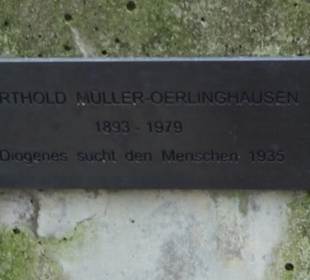 RTHOLD MÜLLER-OERLINGHAUSEN
1893 - 1979
Diogenes sucht den Menschen 1935